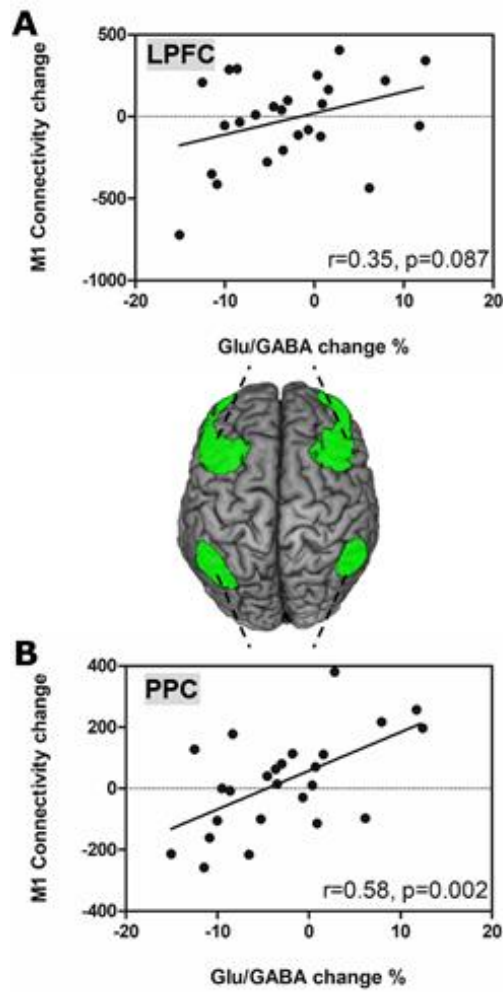 A
LPFC
500
0
-500
-1000
M1 Connectivity change
r=0.35, p=0.087
-20 -10 0 10 20
Glu/GABA change %
B
PPC
400
200
0
-200
-400
M1 Connectivity change
r=0.58, p=0.002
-20 -10 0 10 20
Glu/GABA change %